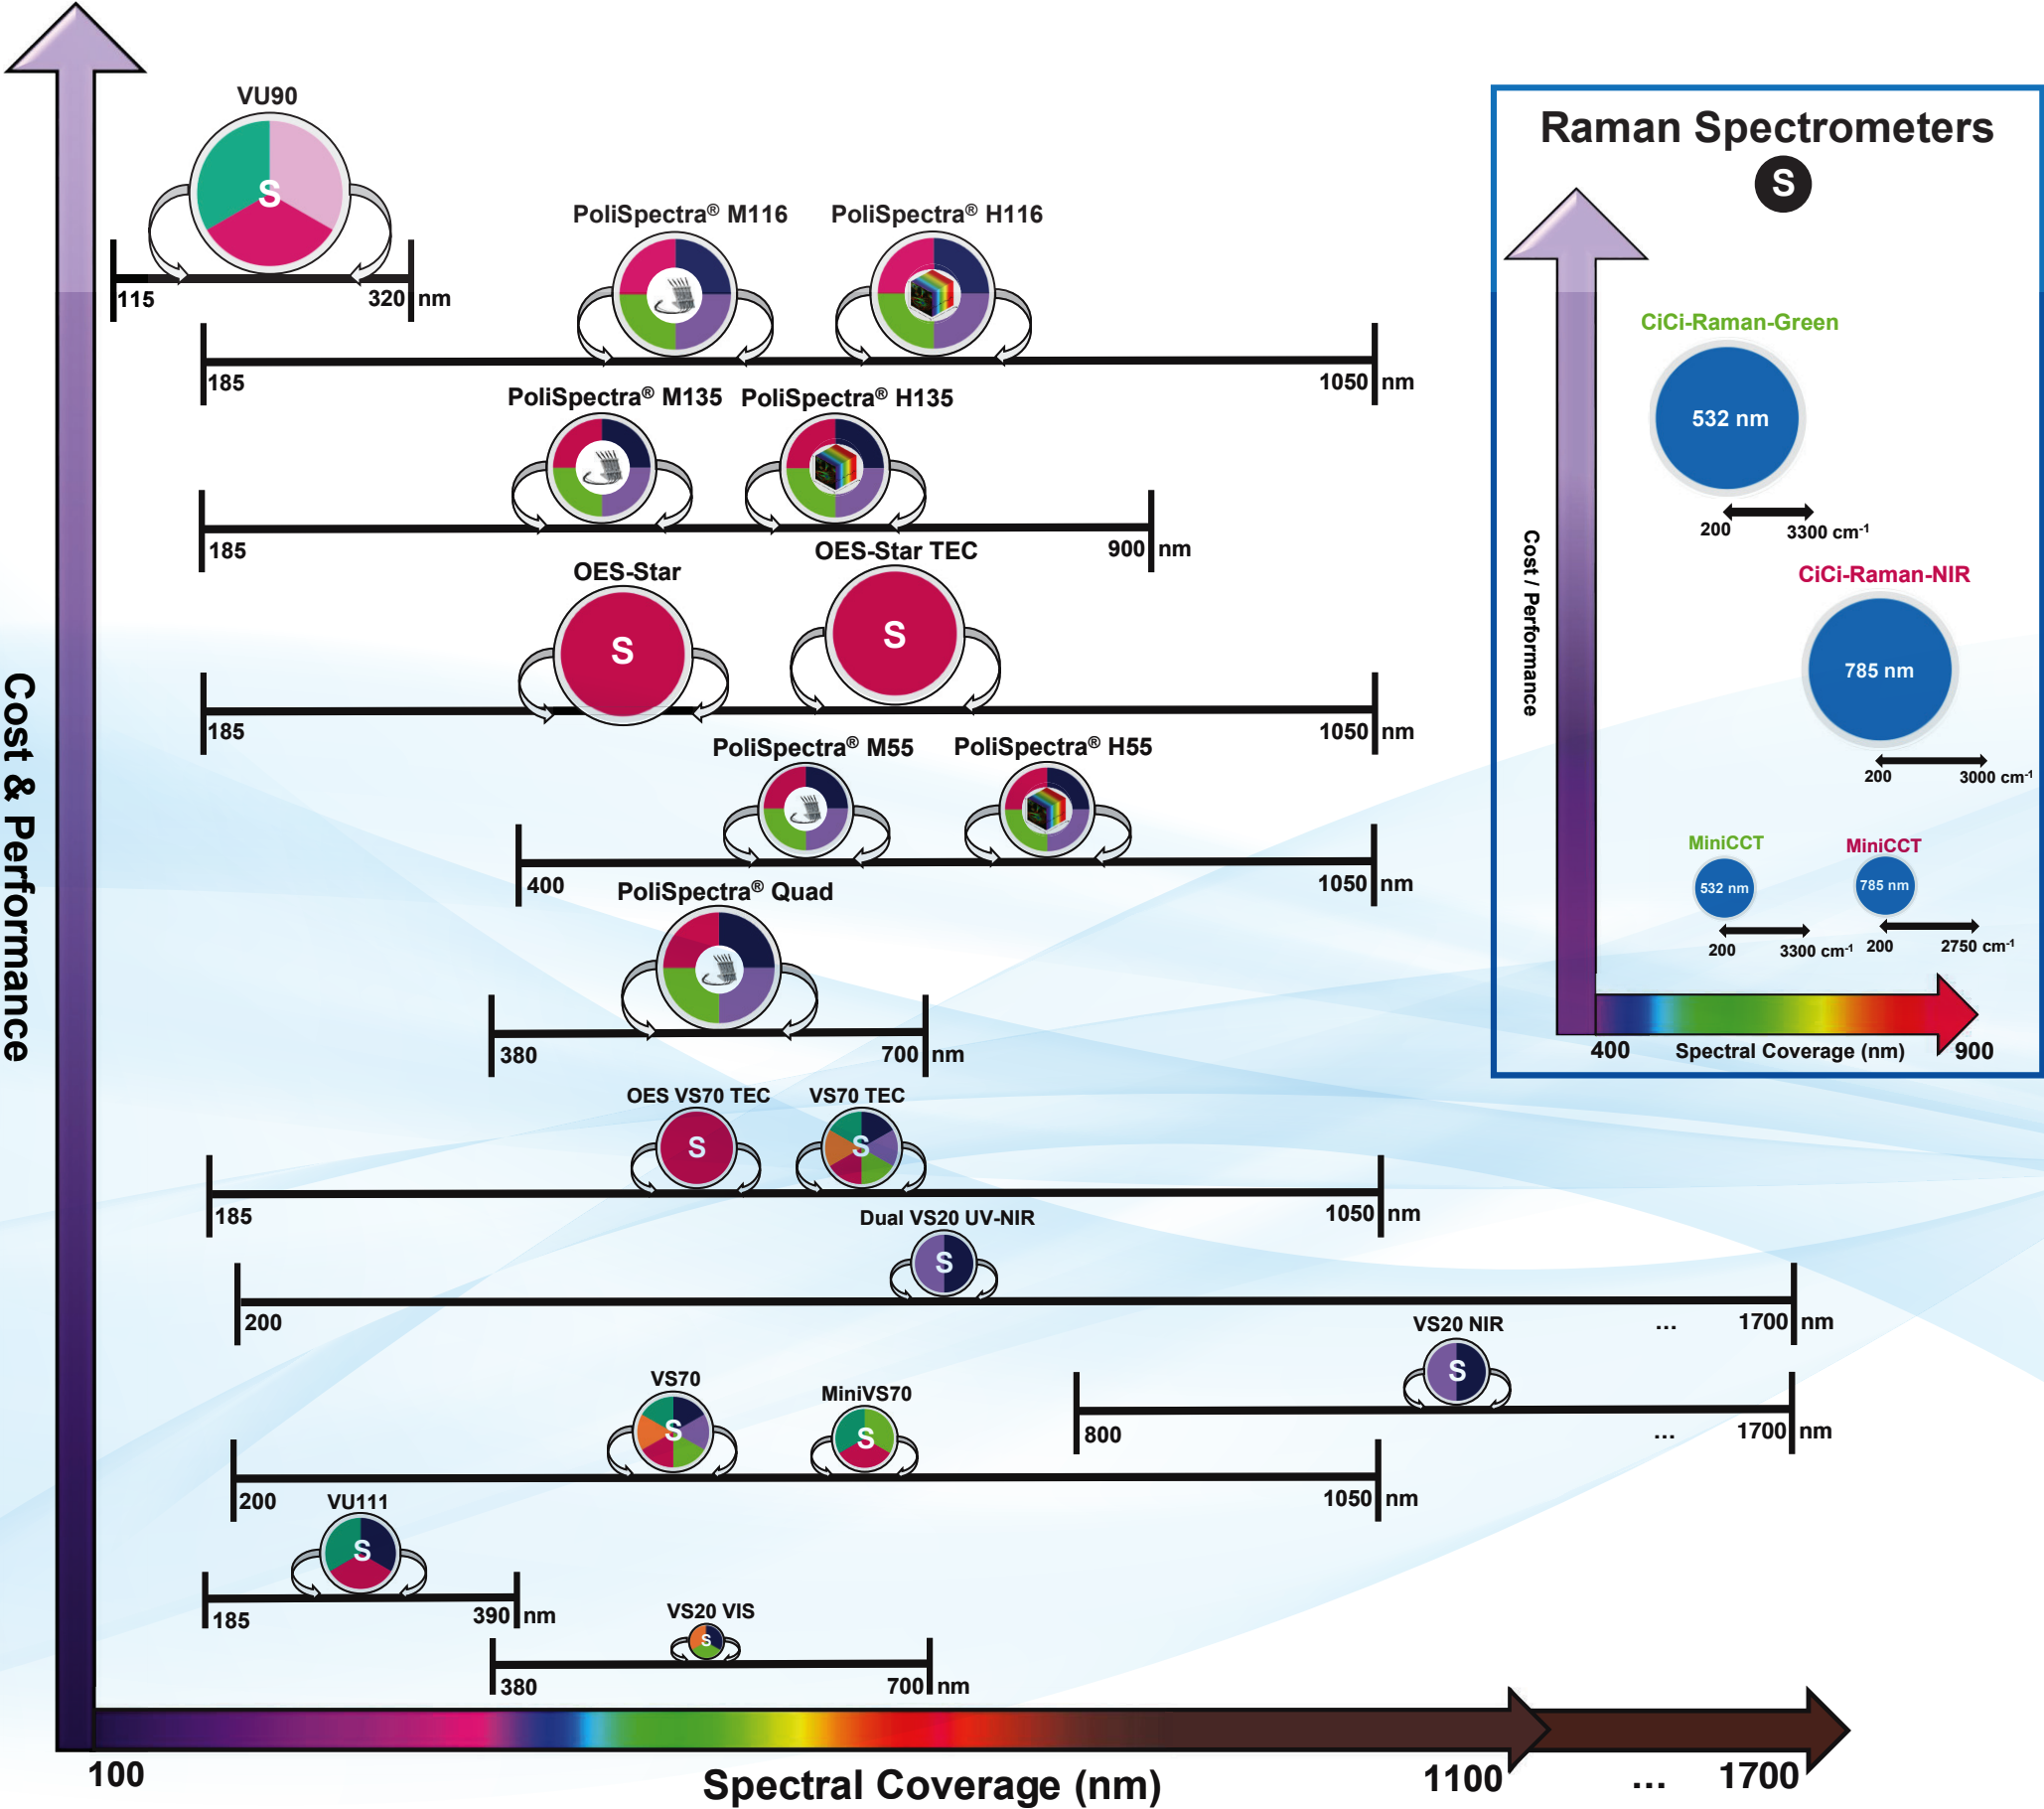 VU90
S
115
320 nm
PoliSpectra® M116
PoliSpectra® H116
185
1050 nm
PoliSpectra® M135
PoliSpectra® H135
185
900 nm
OES-Star
OES-Star TEC
S
S
185
1050 nm
PoliSpectra® M55
PoliSpectra® H55
400
1050 nm
PoliSpectra® Quad
380
700 nm
OES VS70 TEC
VS70 TEC
S
S
185
1050 nm
Dual VS20 UV-NIR
S
200
...
1700 nm
VS20 NIR
S
800
...
1700 nm
VS70
MiniVS70
S
S
200
1050 nm
VU111
S
185
390 nm
VS20 VIS
S
380
700 nm
Cost & Performance
100
Spectral Coverage (nm)
1100
...
1700
Raman Spectrometers
S
CiCi-Raman-Green
532 nm
200
3300 cm-1
CiCi-Raman-NIR
785 nm
200
3000 cm-1
MiniCCT
532 nm
200
3300 cm-1
MiniCCT
785 nm
200
2750 cm-1
Cost / Performance
400
Spectral Coverage (nm)
900